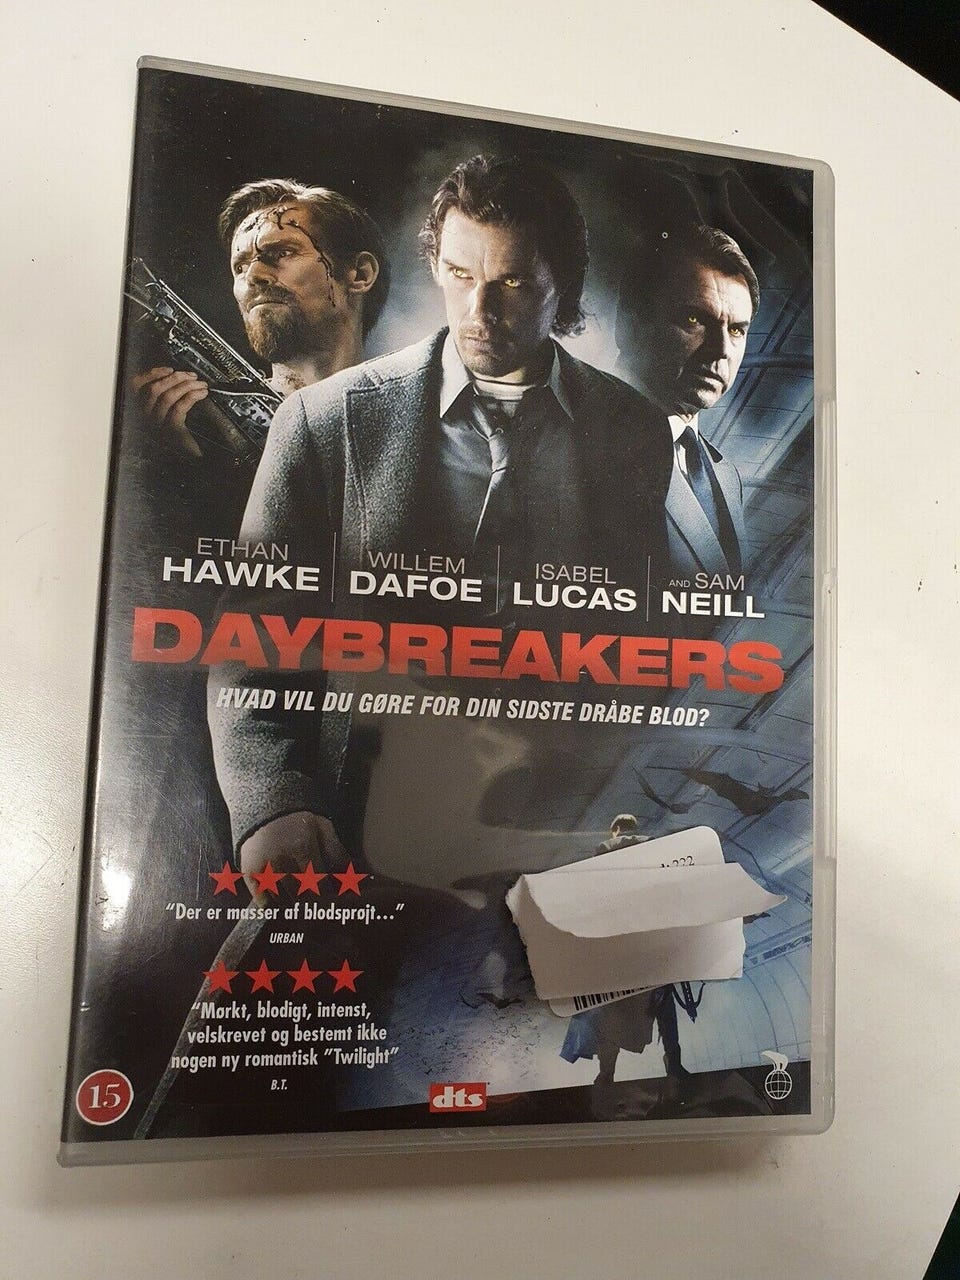 ETHAN HAWKE
WILLEM DAFOE
ISABEL LUCAS
AND SAM NEILL
DAYBREAKERS
HVAD VIL DU GØRE FOR DIN SIDSTE DRÅBE BLOD?
“Der er masser af blodsprøjt...”
URBAN
“Mørkt, blodigt, intenst,
velskrevet og bestemt ikke
nogen ny romantisk ”Twilight”
B.T.
15
dts